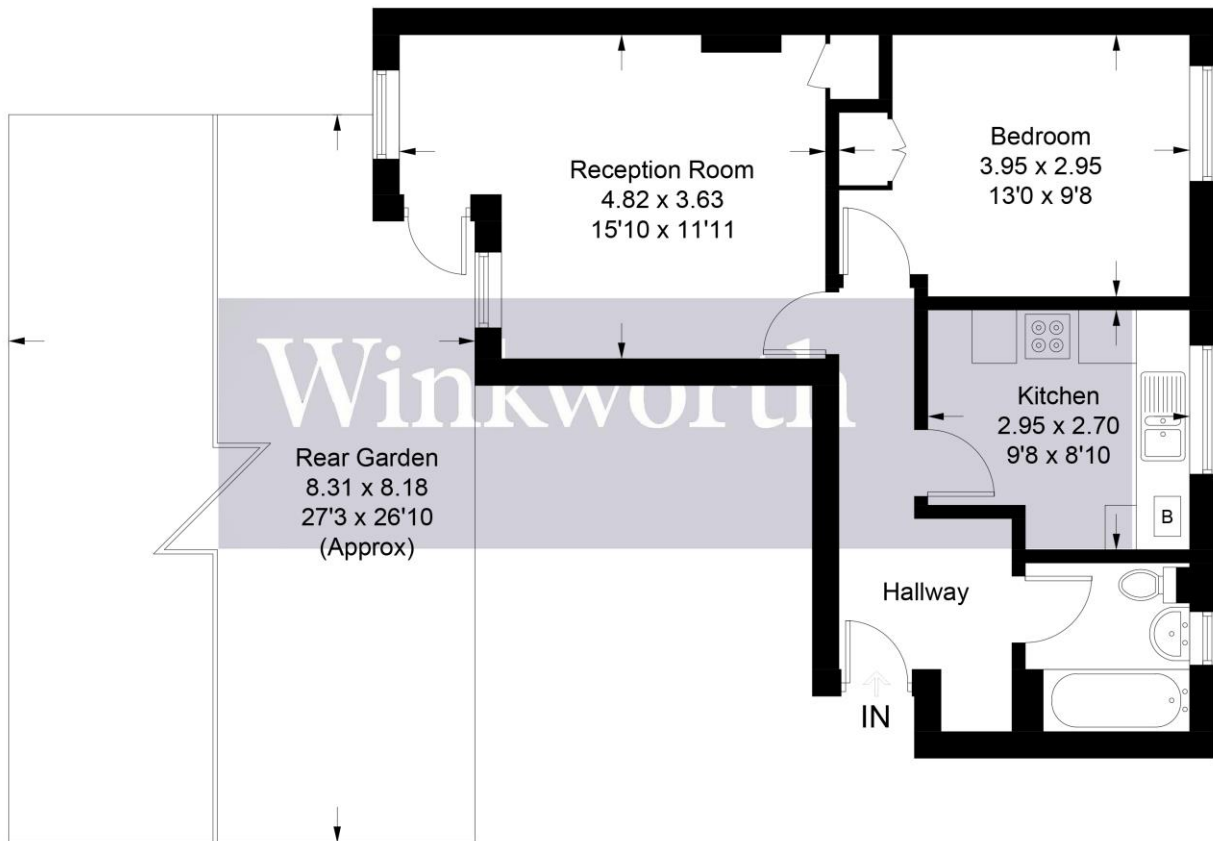 Reception Room
4.82 x 3.63
15'10 x 11'11
Bedroom
3.95 x 2.95
13'0 x 9'8
Winkworth
Kitchen
2.95 x 2.70
9'8 x 8'10
Rear Garden
8.31 x 8.18
27'3 x 26'10
(Approx)
B
Hallway
IN